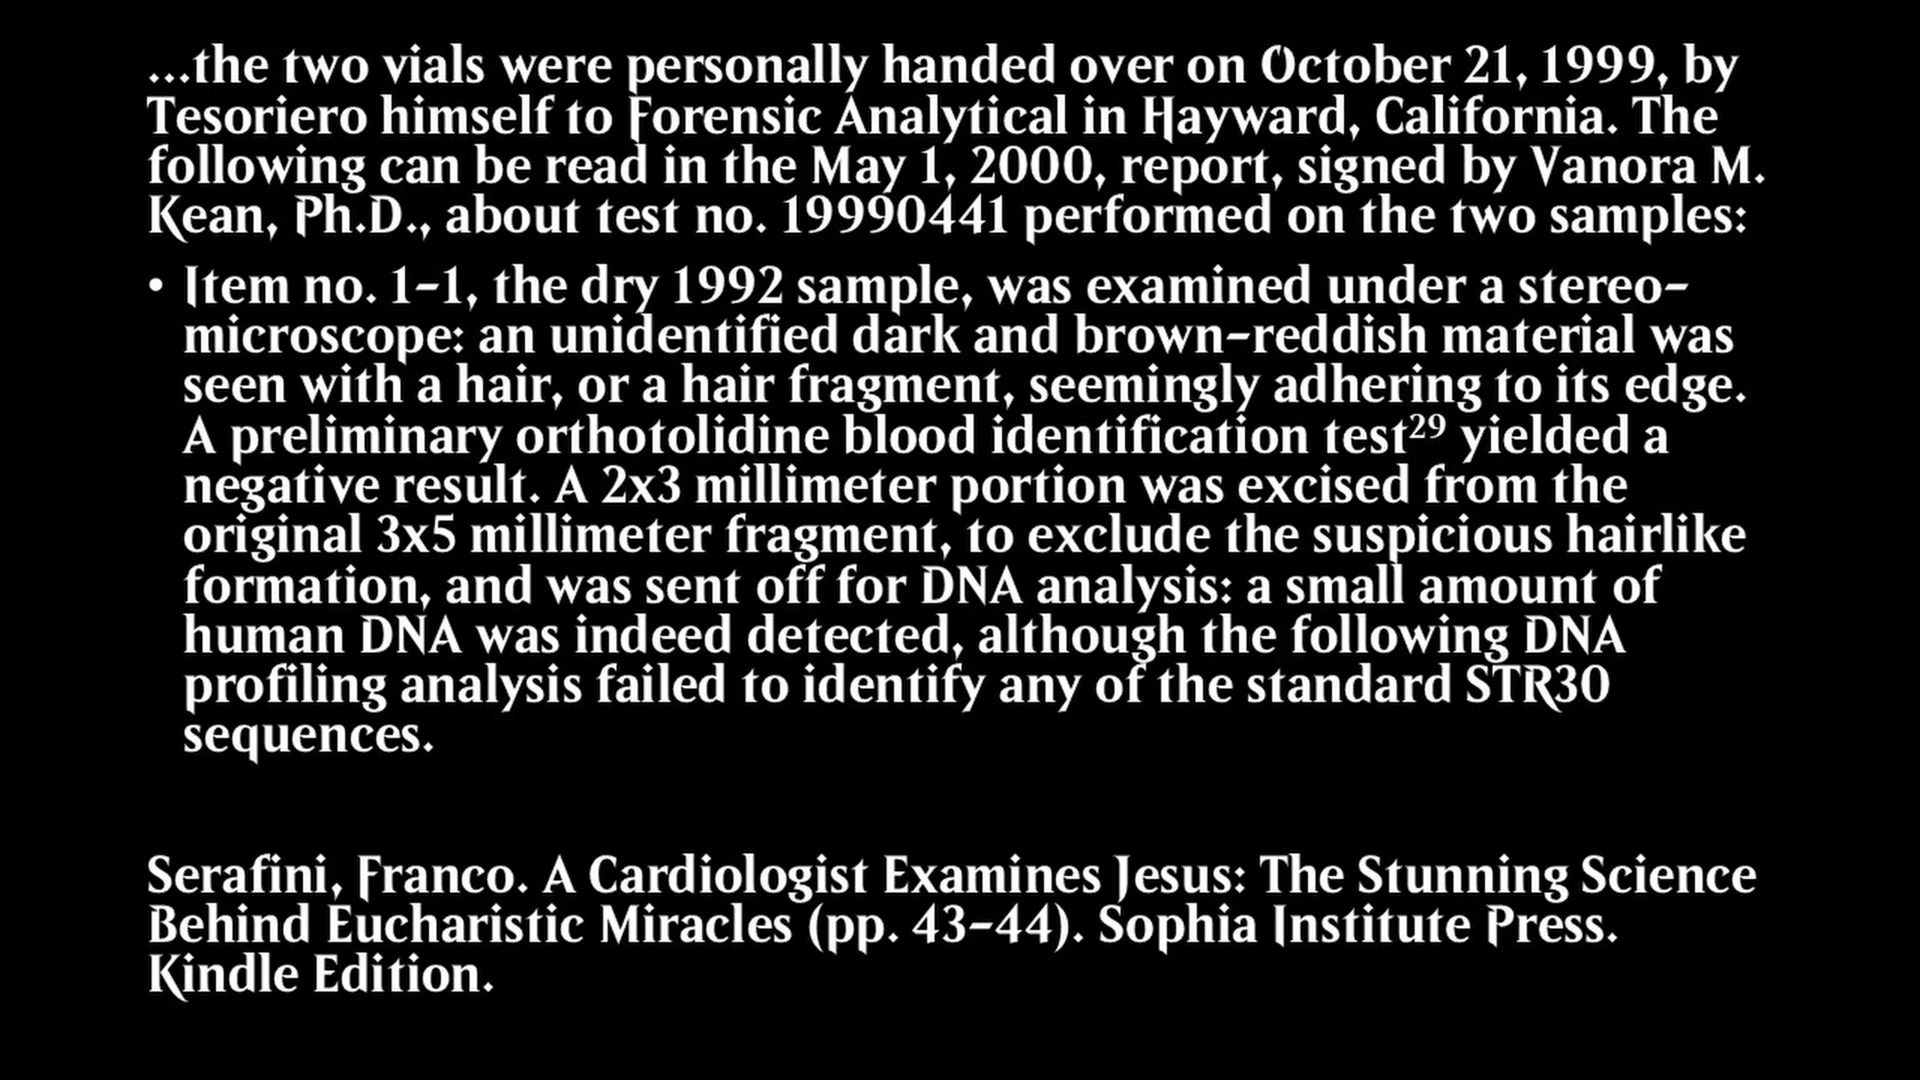 ...the two vials were personally handed over on October 21, 1999, by
Tesoriero himself to Forensic Analytical in Hayward, California. The
following can be read in the May 1, 2000, report, signed by Vanora M.
Kean, Ph.D., about test no. 19990441 performed on the two samples:
• Item no. 1-1, the dry 1992 sample, was examined under a stereo-
microscope: an unidentified dark and brown-reddish material was
seen with a hair, or a hair fragment, seemingly adhering to its edge.
A preliminary orthotolidine blood identification test²⁹ yielded a
negative result. A 2x3 millimeter portion was excised from the
original 3x5 millimeter fragment, to exclude the suspicious hairlike
formation, and was sent off for DNA analysis: a small amount of
human DNA was indeed detected, although the following DNA
profiling analysis failed to identify any of the standard STR30
sequences.
Serafini, Franco. A Cardiologist Examines Jesus: The Stunning Science
Behind Eucharistic Miracles (pp. 43-44). Sophia Institute Press.
Kindle Edition.